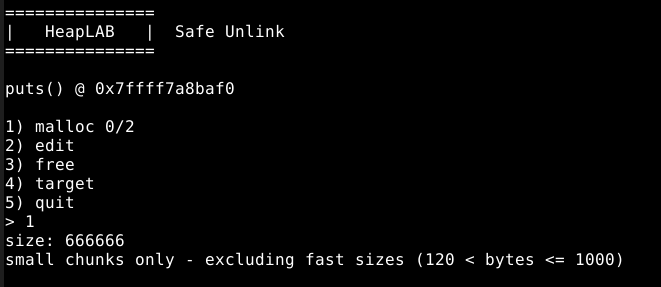 ===============
|   HeapLAB   |  Safe Unlink
===============
puts() @ 0x7ffff7a8baf0
1) malloc 0/2
2) edit
3) free
4) target
5) quit
> 1
size: 666666
small chunks only - excluding fast sizes (120 < bytes <= 1000)